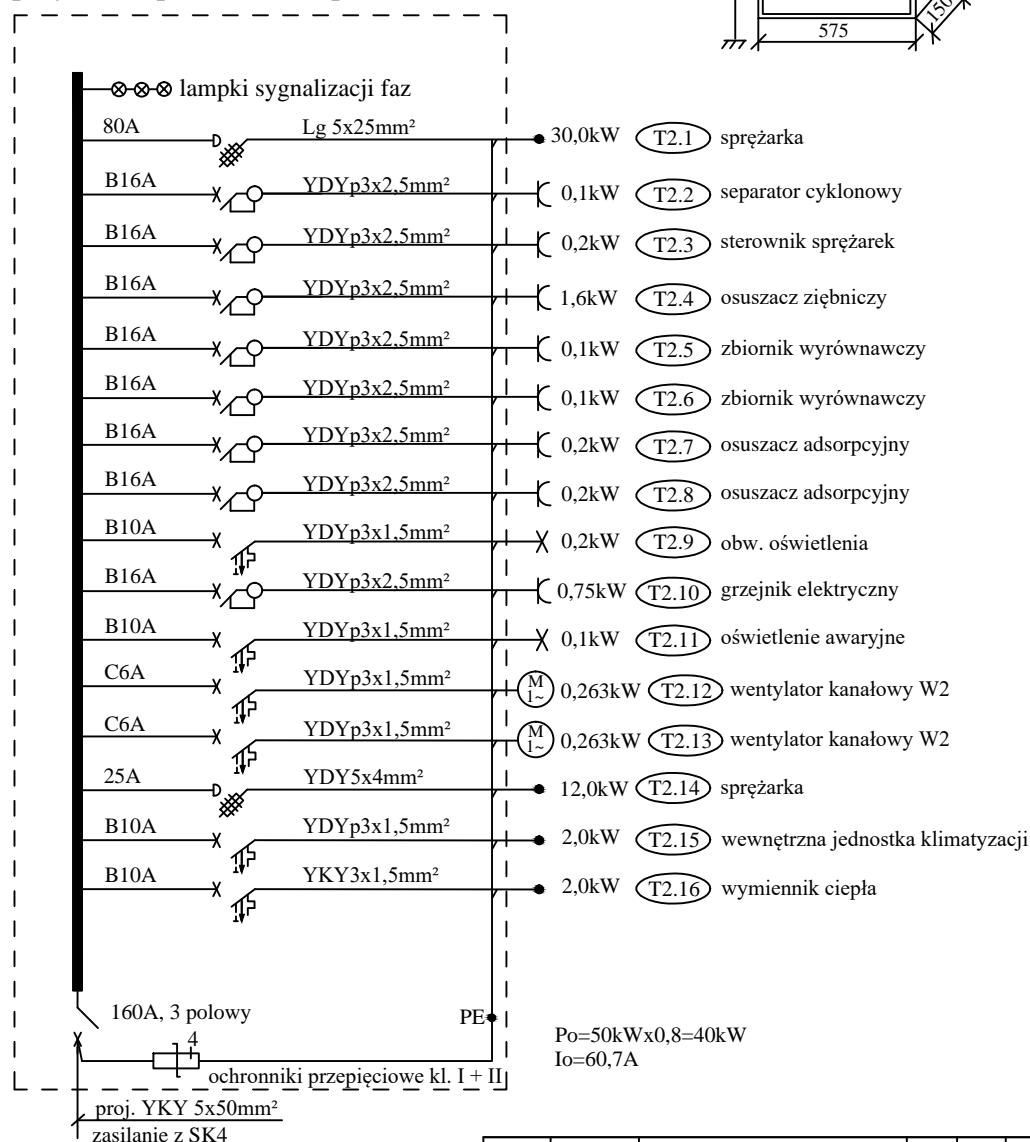 575
150
lampki sygnalizacji faz
80A Lg 5x25mm² 30,0kW T2.1 sprężarka
B16A YDYp3x2,5mm² 0,1kW T2.2 separator cyklonowy
B16A YDYp3x2,5mm² 0,2kW T2.3 sterownik sprężarek
B16A YDYp3x2,5mm² 1,6kW T2.4 osuszacz ziębniczy
B16A YDYp3x2,5mm² 0,1kW T2.5 zbiornik wyrównawczy
B16A YDYp3x2,5mm² 0,1kW T2.6 zbiornik wyrównawczy
B16A YDYp3x2,5mm² 0,2kW T2.7 osuszacz adsorpcyjny
B16A YDYp3x2,5mm² 0,2kW T2.8 osuszacz adsorpcyjny
B10A YDYp3x1,5mm² 0,2kW T2.9 obw. oświetlenia
B16A YDYp3x2,5mm² 0,75kW T2.10 grzejnik elektryczny
B10A YDYp3x1,5mm² 0,1kW T2.11 oświetlenie awaryjne
C6A YDYp3x1,5mm² M 1~ 0,263kW T2.12 wentylator kanałowy W2
C6A YDYp3x1,5mm² M 1~ 0,263kW T2.13 wentylator kanałowy W2
25A YDY5x4mm² 12,0kW T2.14 sprężarka
B10A YDYp3x1,5mm² 2,0kW T2.15 wewnętrzna jednostka klimatyzacji
B10A YKY3x1,5mm² 2,0kW T2.16 wymiennik ciepła
160A, 3 polowy PE
4
Po=50kWx0,8=40kW
Io=60,7A
ochronniki przepięciowe kl. I + II
proj. YKY 5x50mm²
zasilanie z SK4